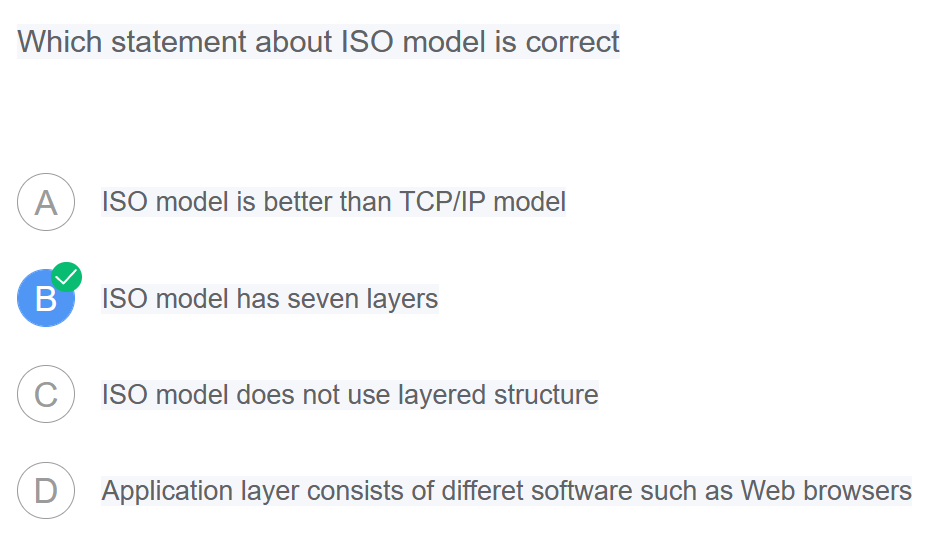 Which statement about ISO model is correct
A ISO model is better than TCP/IP model
B ISO model has seven layers
C ISO model does not use layered structure
D Application layer consists of differet software such as Web browsers